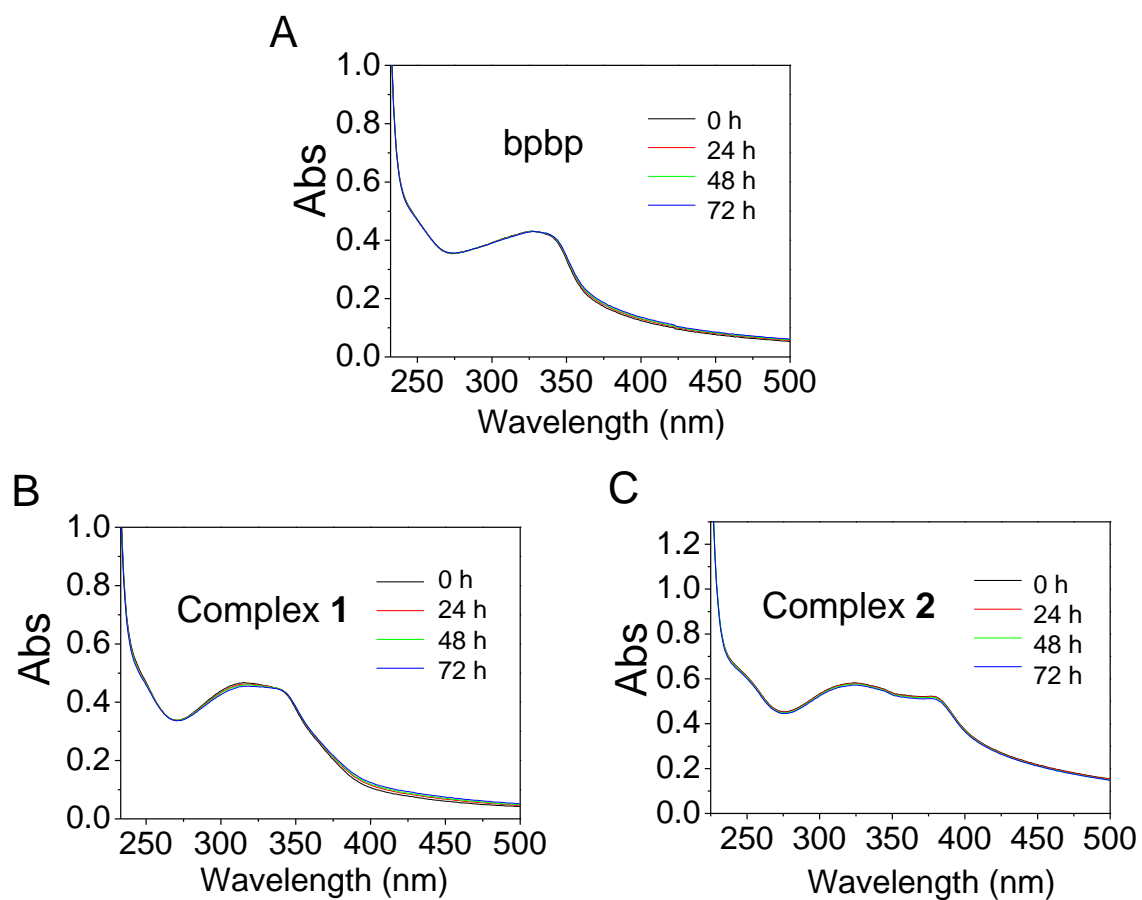 A
1.0
0.8
0.6
0.4
0.2
0.0
Abs
bpbp
0 h
24 h
48 h
72 h
250 300 350 400 450 500
Wavelength (nm)
B
1.0
0.8
0.6
0.4
0.2
0.0
Abs
Complex 1
0 h
24 h
48 h
72 h
250 300 350 400 450 500
Wavelength (nm)
C
1.2
1.0
0.8
0.6
0.4
0.2
0.0
Abs
Complex 2
0 h
24 h
48 h
72 h
250 300 350 400 450 500
Wavelength (nm)